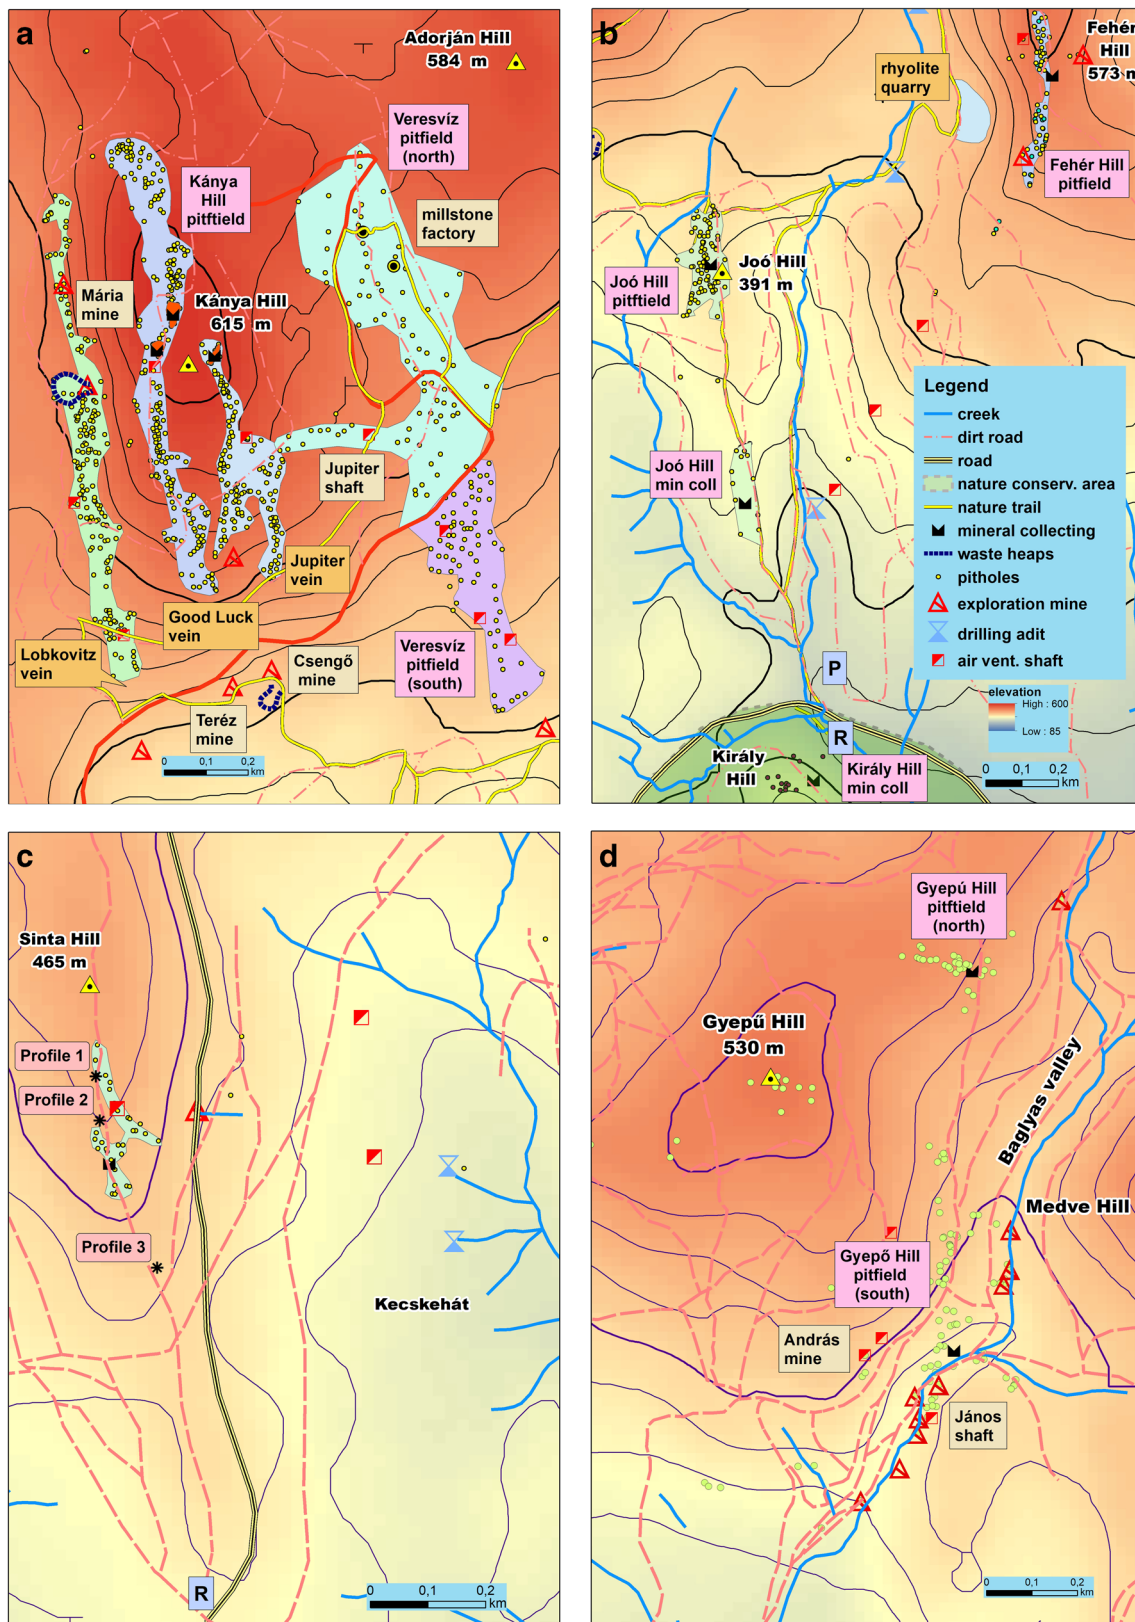 a
Adorján Hill
584 m
Veresvíz
pitfield
(north)
Kánya
Hill
pitftield
millstone
factory
Mária
mine
Kánya Hill
615 m
Jupiter
shaft
Jupiter
vein
Good Luck
vein
Lobkovitz
vein
Csengő
mine
Veresvíz
pitfield
(south)
Teréz
mine
0 0,1 0,2
km
b
Fehér
Hill
573 m
rhyolite
quarry
Fehér Hill
pitfield
Joó Hill
pitftield
Joó Hill
391 m
Joó Hill
min coll
Legend
creek
dirt road
road
nature conserv. area
nature trail
mineral collecting
waste heaps
pitholes
exploration mine
drilling adit
air vent. shaft
elevation
High : 600
Low : 85
P
R
Király
Hill
Király Hill
min coll
0 0,1 0,2
km
c
Sinta Hill
465 m
Profile 1
Profile 2
Profile 3
Kecskehát
R
0 0,1 0,2
km
d
Gyepú Hill
pitftield
(north)
Gyepű Hill
530 m
Baglyas valley
Medve Hill
Gyepő Hill
pitfield
(south)
András
mine
János
shaft
0 0,1 0,2
km